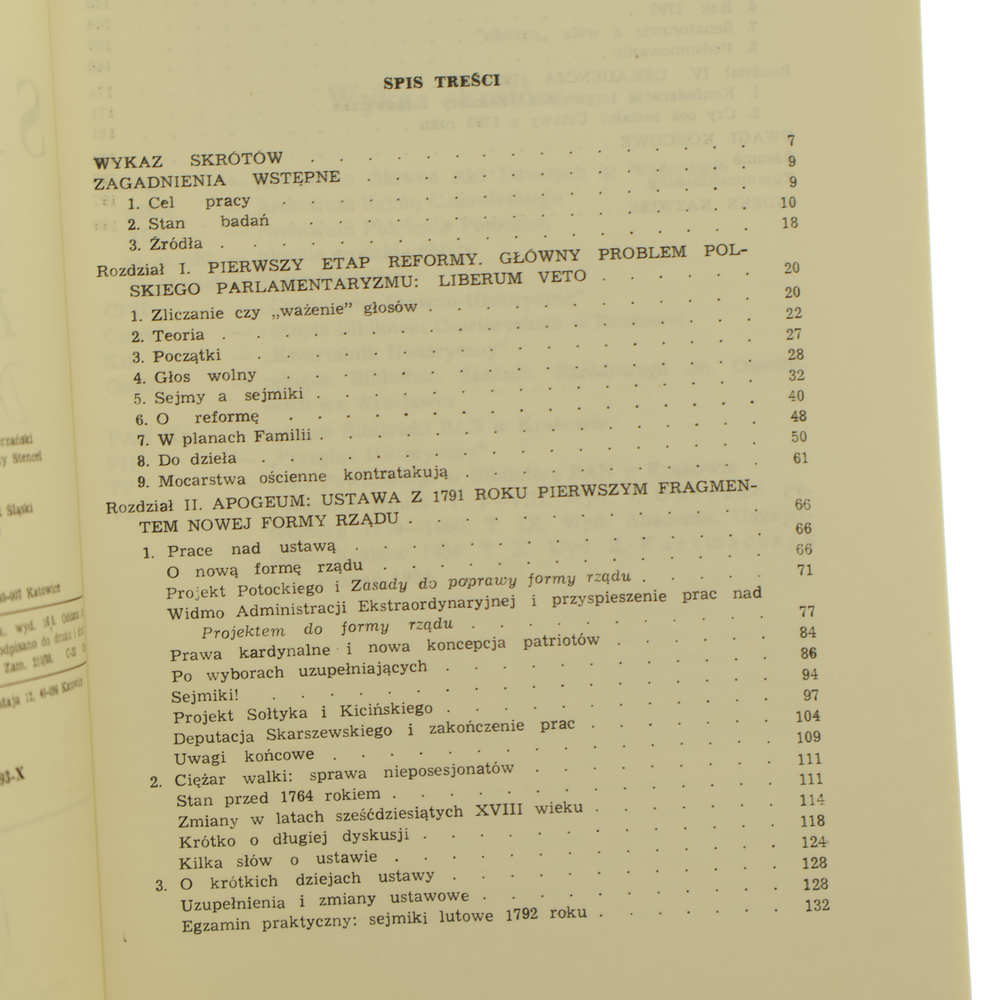 rzański
y Stencel
Śląski
007 Katowice
Zam.
93-X
SPIS TREŚCI
WYKAZ SKRÓTÓW . . . 7
ZAGADNIENIA WSTĘPNE . . . 9
1. Cel pracy . . . 9
2. Stan badań . . . 10
3. Źródła . . . 18
Rozdział I. PIERWSZY ETAP REFORMY. GŁÓWNY PROBLEM POL-
SKIEGO PARLAMENTARYZMU: LIBERUM VETO . . . 20
1. Zliczanie czy „ważenie” głosów . . . 20
2. Teoria . . . 22
3. Początki . . . 27
4. Głos wolny . . . 28
5. Sejmy a sejmiki . . . 32
6. O reformę . . . 40
7. W planach Familii . . . 48
8. Do dzieła . . . 50
9. Mocarstwa ościenne kontratakują . . . 61
Rozdział II. APOGEUM: USTAWA Z 1791 ROKU PIERWSZYM FRAGMEN-
TEM NOWEJ FORMY RZĄDU . . . 66
1. Prace nad ustawą . . . 66
O nową formę rządu . . . 66
Projekt Potockiego i Zasady do poprawy formy rządu . . . 71
Widmo Administracji Ekstraordynaryjnej i przyspieszenie prac nad
Projektem do formy rządu . . . 77
Prawa kardynalne i nowa koncepcja patriotów . . . 84
Po wyborach uzupełniających . . . 86
Sejmiki! . . . 94
Projekt Sołtyka i Kicińskiego . . . 97
Deputacja Skarszewskiego i zakończenie prac . . . 104
Uwagi końcowe . . . 109
2. Ciężar walki: sprawa nieposesjonatów . . . 111
Stan przed 1764 rokiem . . . 111
Zmiany w latach sześćdziesiątych XVIII wieku . . . 114
Krótko o długiej dyskusji . . . 118
Kilka słów o ustawie . . . 124
3. O krótkich dziejach ustawy . . . 128
Uzupełnienia i zmiany ustawowe . . . 128
Egzamin praktyczny: sejmiki lutowe 1792 roku . . . 132